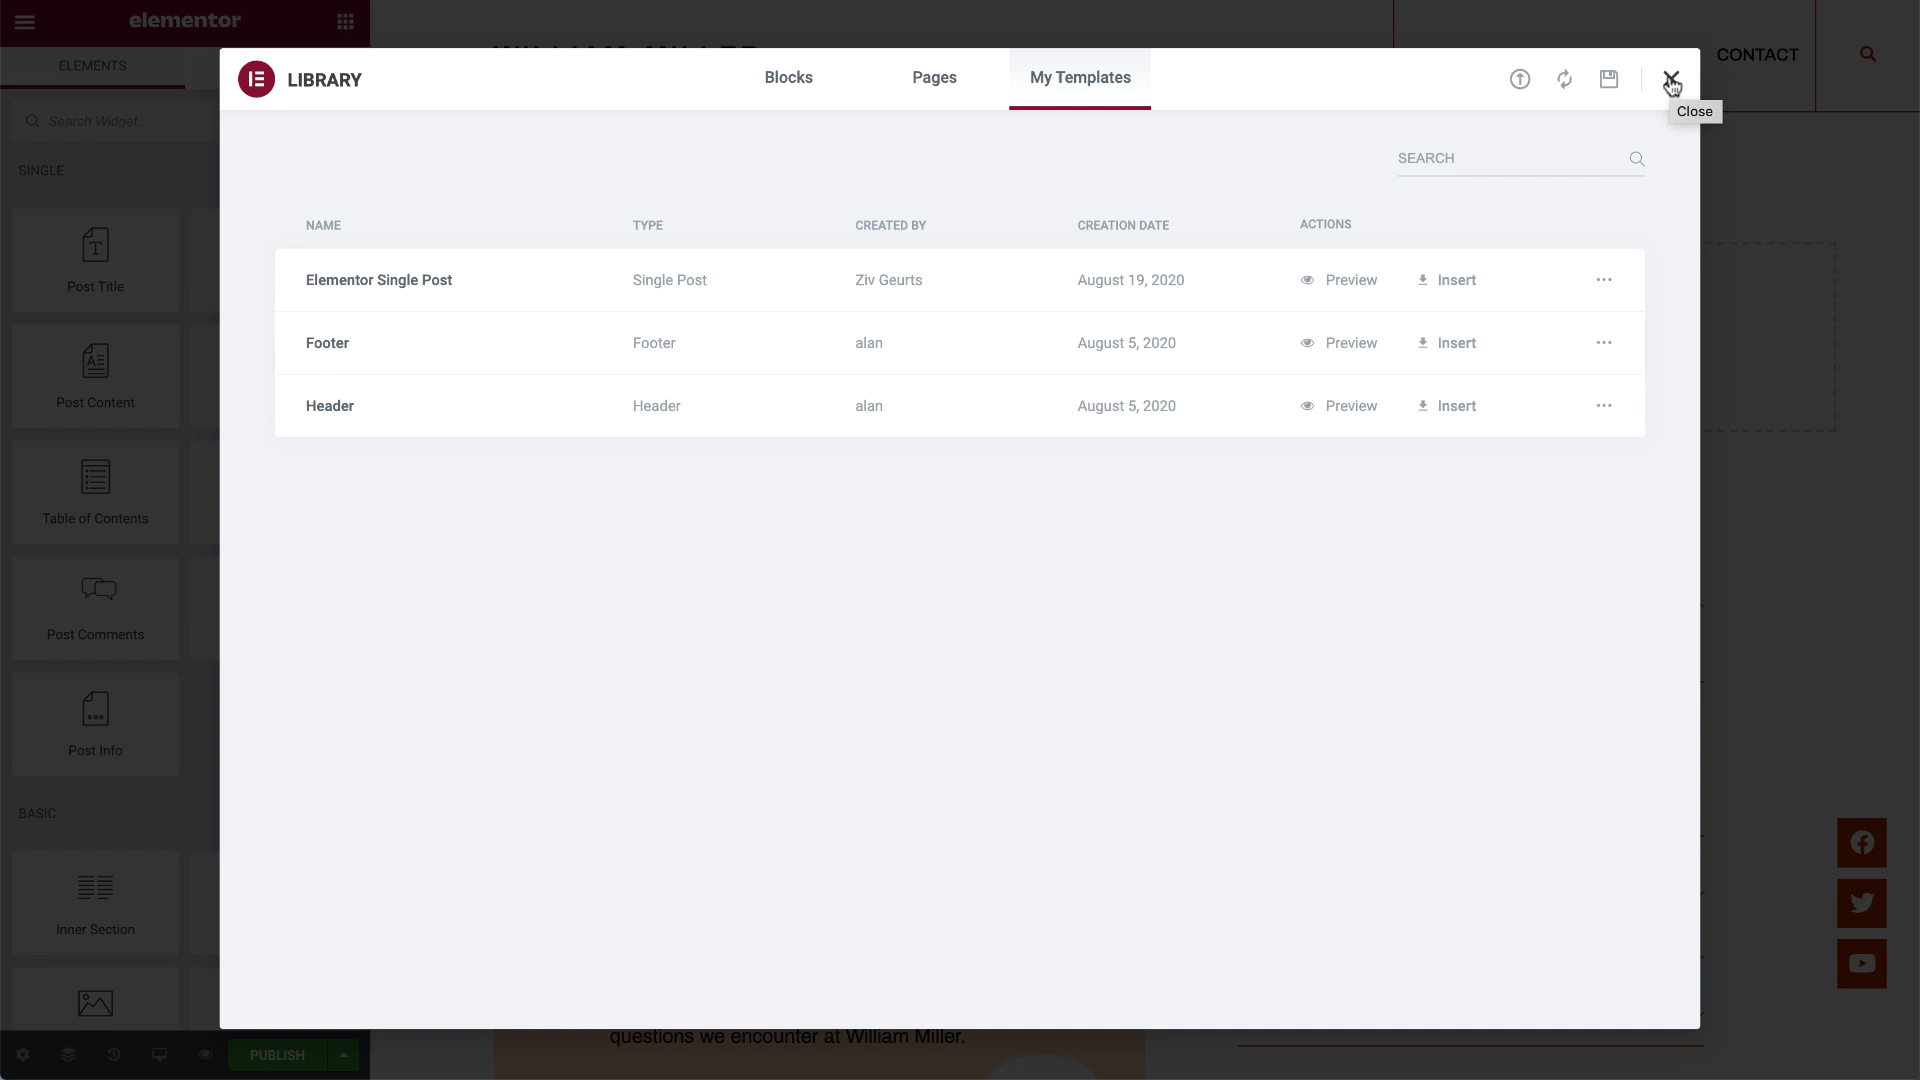 elementor
ELEMENTS
CONTACT
LIBRARY
Blocks
Pages
My Templates
Close
Search Widget...
SEARCH
SINGLE
NAME
TYPE
CREATED BY
CREATION DATE
ACTIONS
Elementor Single Post
Single Post
Ziv Geurts
August 19, 2020
Preview
Insert
Footer
Footer
alan
August 5, 2020
Preview
Insert
Header
Header
alan
August 5, 2020
Preview
Insert
Post Title
Post Content
Table of Contents
Post Comments
Post Info
BASIC
Inner Section
PUBLISH
questions we encounter at William Miller.